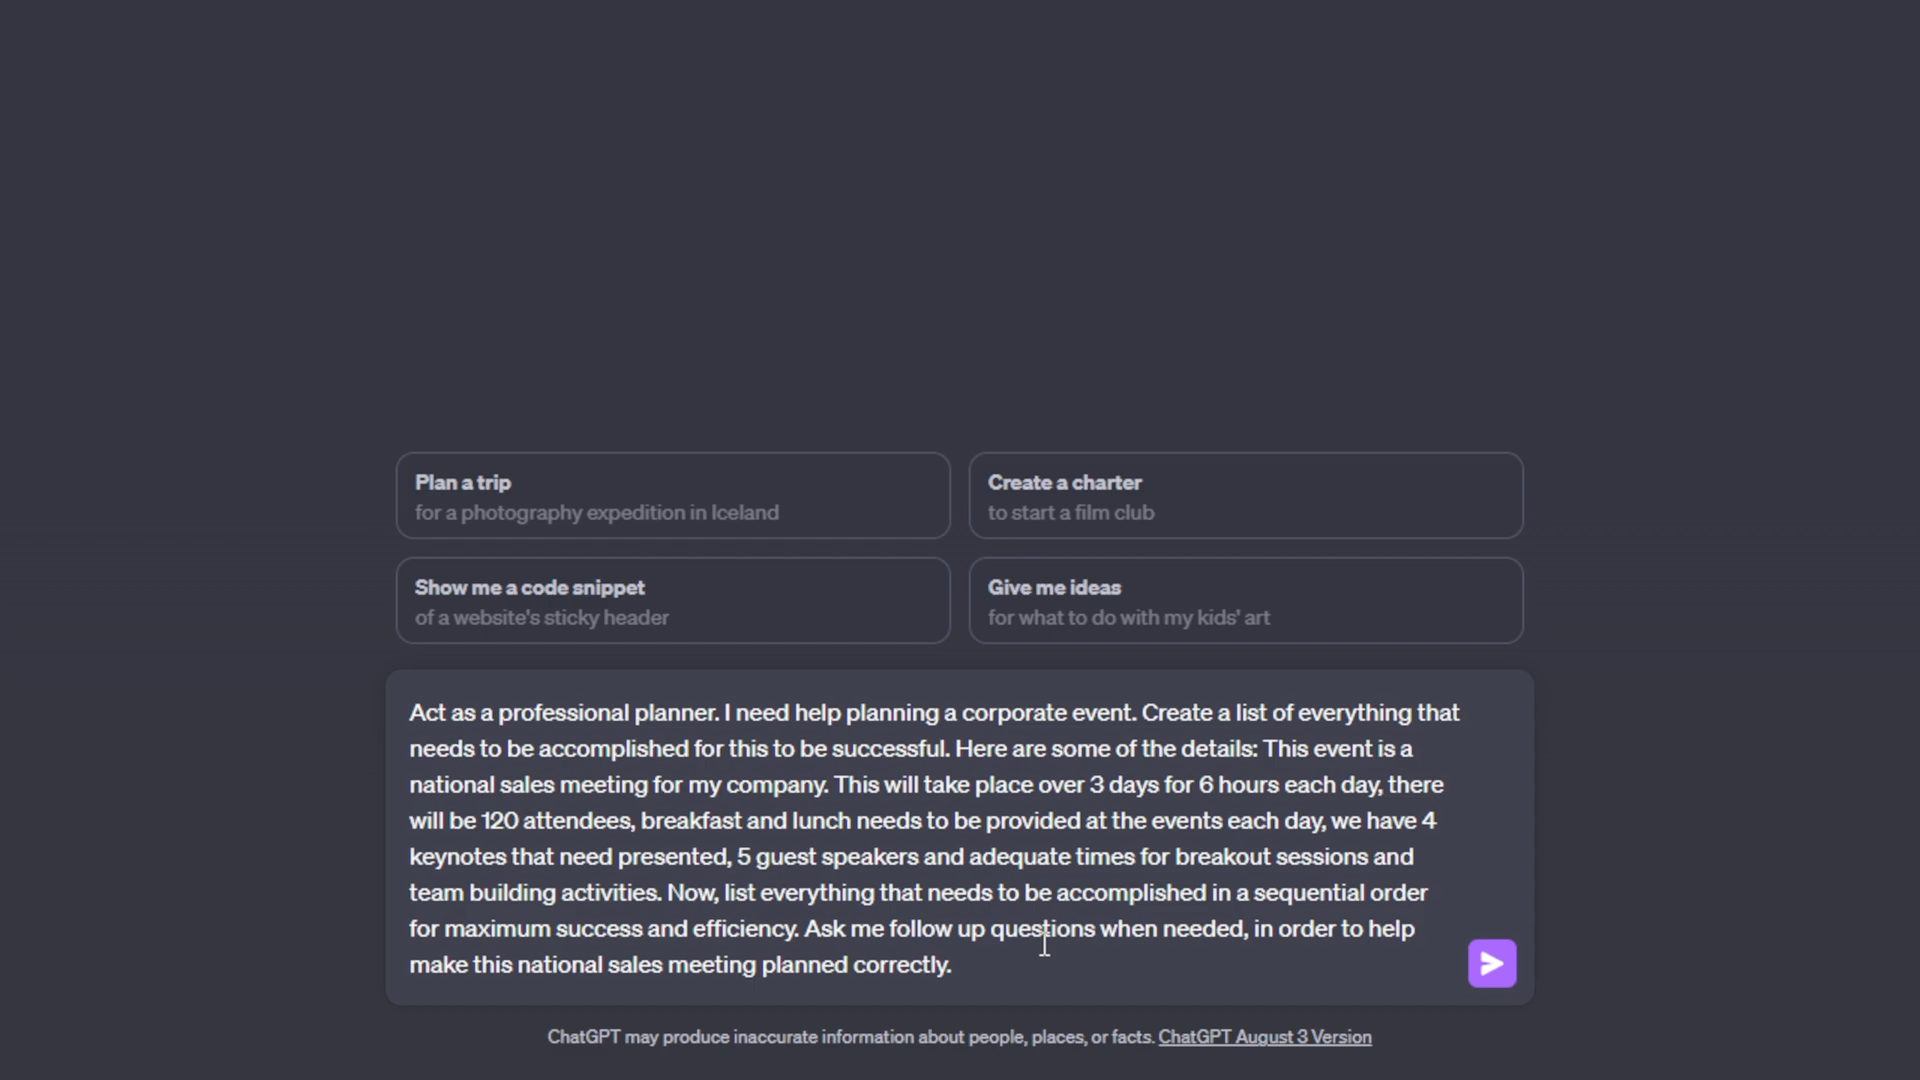 Plan a trip
for a photography expedition in Iceland
Create a charter
to start a film club
Show me a code snippet
of a website's sticky header
Give me ideas
for what to do with my kids' art
Act as a professional planner. I need help planning a corporate event. Create a list of everything that
needs to be accomplished for this to be successful. Here are some of the details: This event is a
national sales meeting for my company. This will take place over 3 days for 6 hours each day, there
will be 120 attendees, breakfast and lunch needs to be provided at the events each day, we have 4
keynotes that need presented, 5 guest speakers and adequate times for breakout sessions and
team building activities. Now, list everything that needs to be accomplished in a sequential order
for maximum success and efficiency. Ask me follow up questions when needed, in order to help
make this national sales meeting planned correctly.
ChatGPT may produce inaccurate information about people, places, or facts. ChatGPT August 3 Version